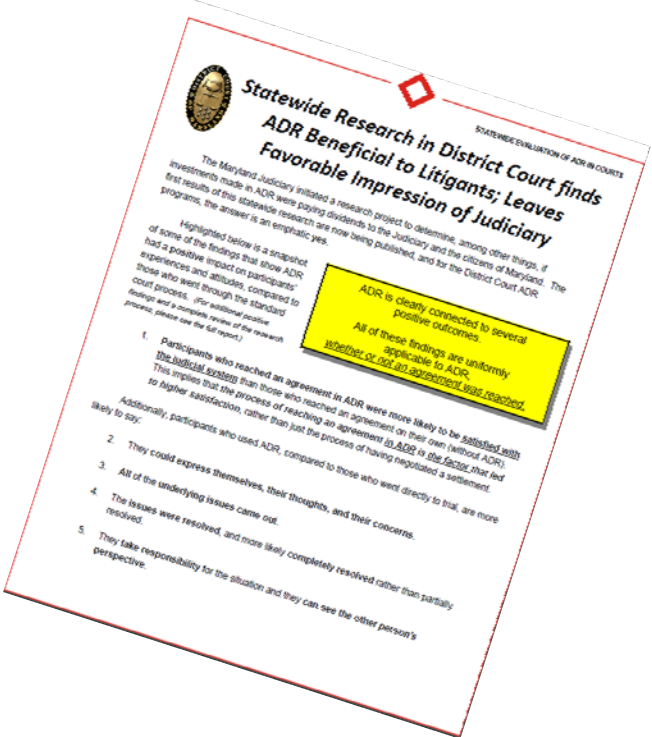 STATEWIDE EVALUATION OF ADR IN COURTS
Statewide Research in District Court finds
ADR Beneficial to Litigants; Leaves
Favorable Impression of Judiciary
The Maryland Judiciary initiated a research project to determine, among other things, if
investments made in ADR were paying dividends to the Judiciary and the citizens of Maryland. The
first results of this statewide research are now being published, and for the District Court ADR
programs, the answer is an emphatic yes.
Highlighted below is a snapshot
of some of the findings that show ADR
had a positive impact on participants'
experiences and attitudes, compared to
those who went through the standard
court process. (For additional positive
findings and a complete review of the research
process, please see the full report.)
ADR is clearly connected to several
positive outcomes.
All of these findings are uniformly
applicable to ADR,
whether or not an agreement was reached.
1. Participants who reached an agreement in ADR were more likely to be satisfied with
the judicial system than those who reached an agreement on their own (without ADR).
This implies that the process of reaching an agreement in ADR is the factor that led
to higher satisfaction, rather than just the process of having negotiated a settlement.
Additionally, participants who used ADR, compared to those who went directly to trial, are more
likely to say:
2. They could express themselves, their thoughts, and their concerns.
3. All of the underlying issues came out.
4. The issues were resolved, and more likely completely resolved rather than partially
resolved.
5. They take responsibility for the situation and they can see the other person's
perspective.